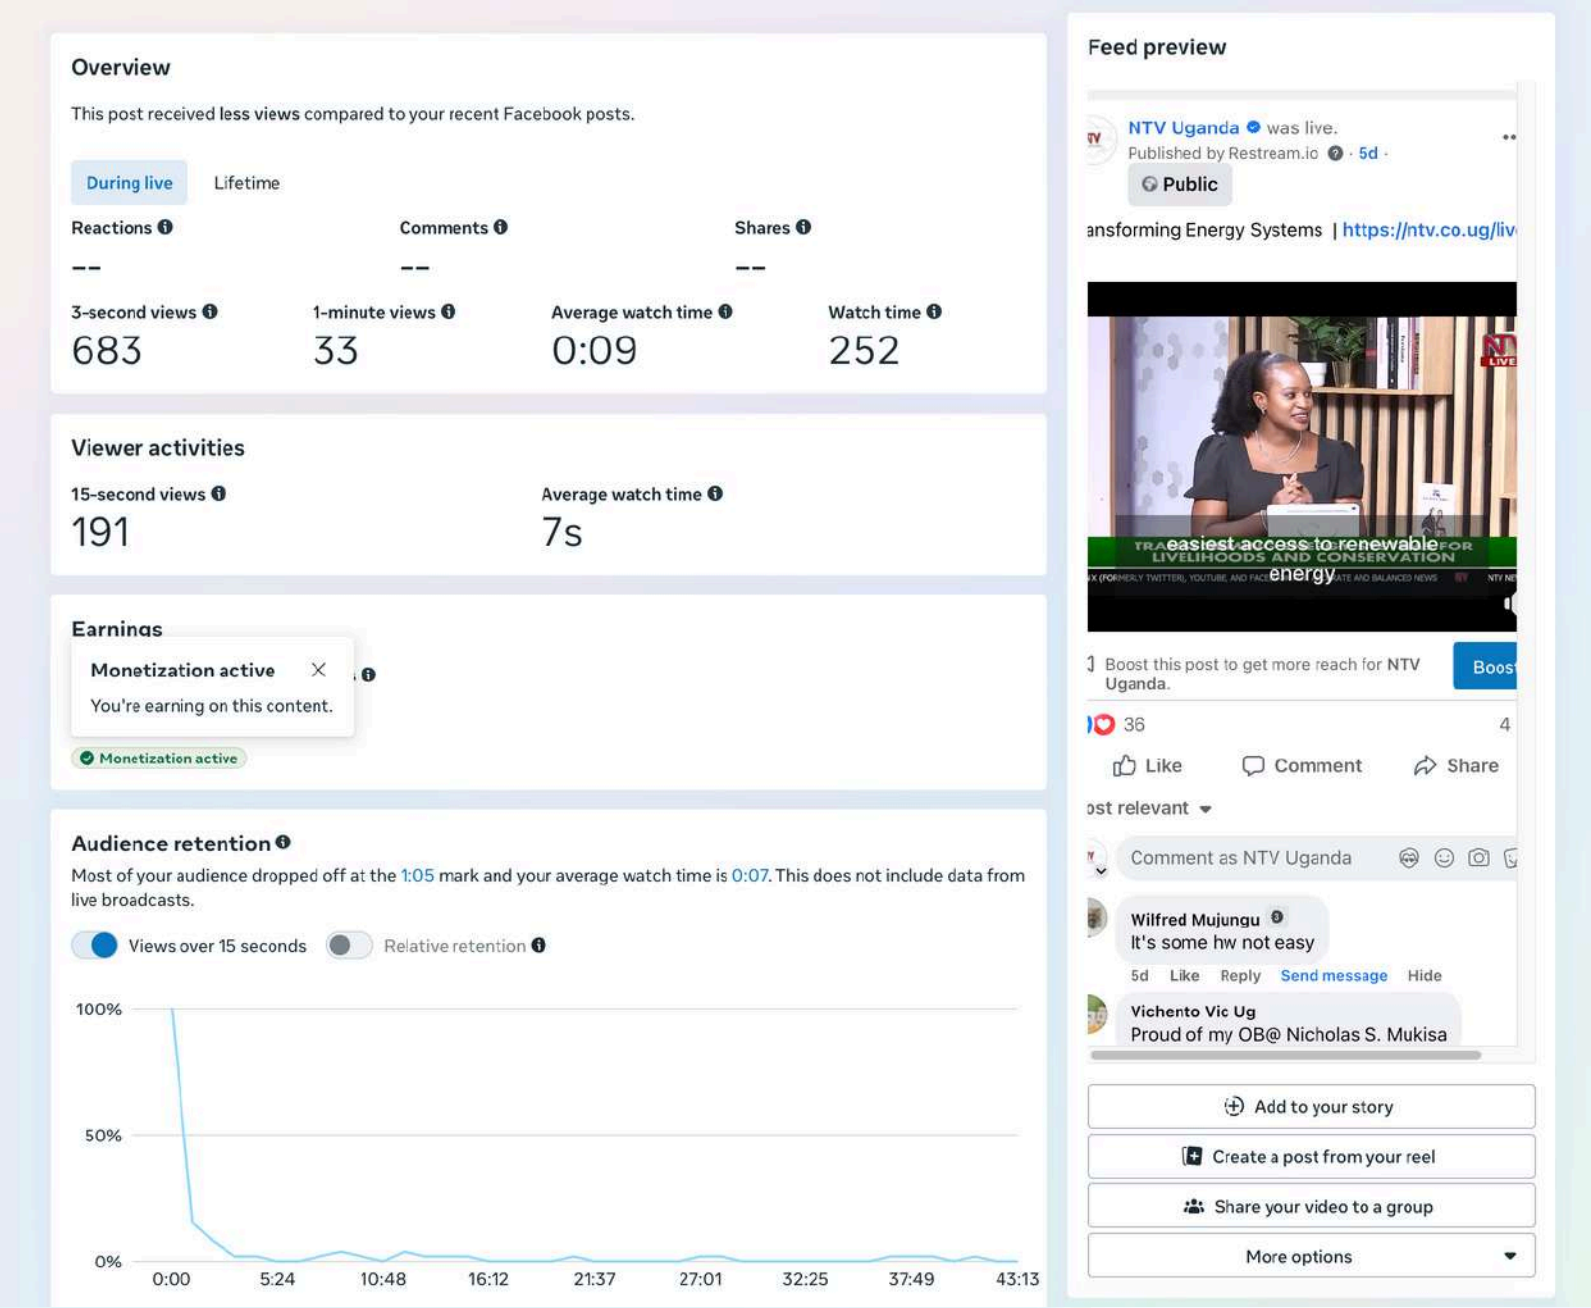 Overview
This post received less views compared to your recent Facebook posts.
During live Lifetime
Reactions Comments Shares
-- -- --
3-second views 1-minute views Average watch time Watch time
683 33 0:09 252
Viewer activities
15-second views Average watch time
191 7s
Earnings
Monetization active
You're earning on this content.
Monetization active
Audience retention
Most of your audience dropped off at the 1:05 mark and your average watch time is 0:07. This does not include data from
live broadcasts.
Views over 15 seconds Relative retention
100%
50%
0%
0:00 5:24 10:48 16:12 21:37 27:01 32:25 37:49 43:13
Feed preview
NTV Uganda was live.
Published by Restream.io · 5d ·
Public
ansforming Energy Systems | https://ntv.co.ug/liv
LIVE
easiest access to renewable
LIVELIHOODS AND CONSERVATION
energy
X (FORMERLY TWITTER), YOUTUBE, AND
AND BALANCED NEWS
Boost this post to get more reach for NTV
Uganda.
Boost
36 4
Like Comment Share
ost relevant
Comment as NTV Uganda
Wilfred Mujungu
It's some hw not easy
5d Like Reply Send message Hide
Vichento Vic Ug
Proud of my OB@ Nicholas S. Mukisa
Add to your story
Create a post from your reel
Share your video to a group
More options